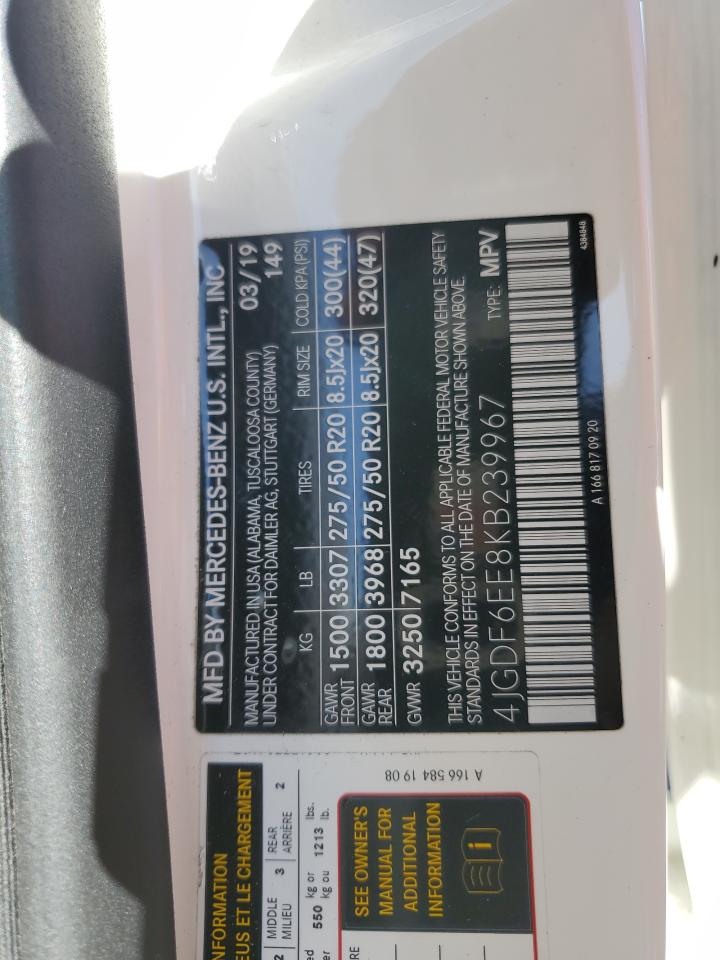 MFD BY MERCEDES-BENZ U.S. INTL., INC
MANUFACTURED IN USA (ALABAMA, TUSCALOOSA COUNTY) 03/19
UNDER CONTRACT FOR DAIMLER AG, STUTTGART (GERMANY) 149
KG LB TIRES RIM SIZE COLD KPA(PSI)
GAWR FRONT 1500 3307 275/50 R20 8.5Jx20 300(44)
GAWR REAR 1800 3968 275/50 R20 8.5Jx20 320(47)
GVWR 3250 7165
THIS VEHICLE CONFORMS TO ALL APPLICABLE FEDERAL MOTOR VEHICLE SAFETY
STANDARDS IN EFFECT ON THE DATE OF MANUFACTURE SHOWN ABOVE.
4JGDF6EE8KB239967 TYPE: MPV
A 166 817 09 20
4384848
NFORMATION
EUS ET LE CHARGEMENT
2 MIDDLE MILIEU 3 REAR ARRIÈRE 2
ed 550 kg or 1213 lbs.
er kg ou lb.
RE
SEE OWNER'S
MANUAL FOR
ADDITIONAL
INFORMATION
i
A 166 584 19 08